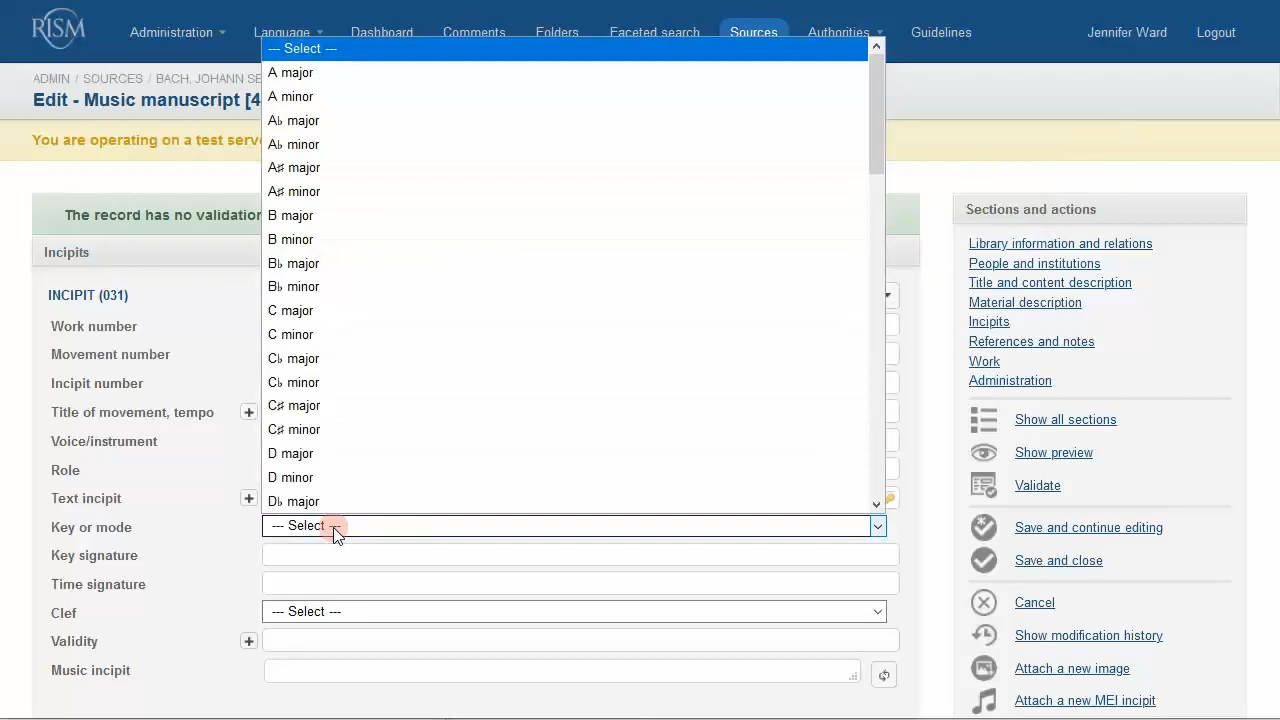 RISM Administration Language Dashboard Comments Folders Faceted search Sources Authorities Guidelines Jennifer Ward Logout
ADMIN / SOURCES / BACH, JOHANN SE
Edit - Music manuscript [4
You are operating on a test serve
The record has no validation
Incipits
INCIPIT (031)
Work number
Movement number
Incipit number
Title of movement, tempo
Voice/instrument
Role
Text incipit
Key or mode
--- Select ---
Key signature
Time signature
Clef
--- Select ---
Validity
Music incipit
--- Select ---
A major
A minor
A♭ major
A♭ minor
A♯ major
A♯ minor
B major
B minor
B♭ major
B♭ minor
C major
C minor
C♭ major
C♭ minor
C♯ major
C♯ minor
D major
D minor
D♭ major
Sections and actions
Library information and relations
People and institutions
Title and content description
Material description
Incipits
References and notes
Work
Administration
Show all sections
Show preview
Validate
Save and continue editing
Save and close
Cancel
Show modification history
Attach a new image
Attach a new MEI incipit